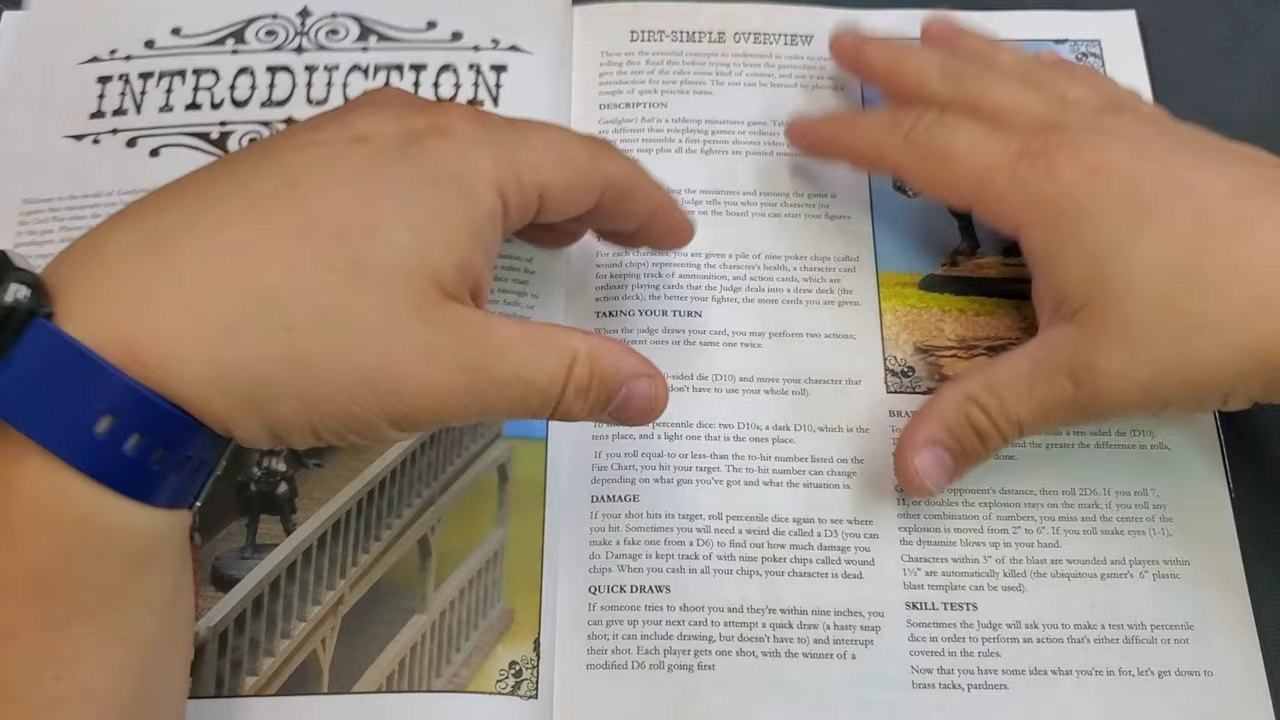 INTRODUCTION
DIRT-SIMPLE OVERVIEW
These are the essential concepts to understand in order to start
rolling dice. Read this before trying to learn the particulars to
give the rest of the rules some kind of context, and use it as an
introduction for new players. The rest can be learned by playing a
couple of quick practice turns.
DESCRIPTION
Gunfighter's Ball is a tabletop miniatures game.
are different than roleplaying games or ordinary
most resemble a first-person shooter video
map plus all the fighters are painted
the miniatures and running the game is
Judge tells you who your character (or
on the board you can start your figures
For each character, you are given a pile of nine poker chips (called
wound chips) representing the character's health, a character card
for keeping track of ammunition, and action cards, which are
ordinary playing cards that the Judge deals into a draw deck (the
action deck); the better your fighter, the more cards you are given.
TAKING YOUR TURN
When the judge draws your card, you may perform two actions;
different ones or the same one twice.
die (D10) and move your character that
don't have to use your whole roll).
percentile dice: two D10s; a dark D10, which is the
tens place, and a light one that is the ones place.
If you roll equal-to or less-than the to-hit number listed on the
Fire Chart, you hit your target. The to-hit number can change
depending on what gun you've got and what the situation is.
DAMAGE
If your shot hits its target, roll percentile dice again to see where
you hit. Sometimes you will need a weird die called a D3 (you can
make a fake one from a D6) to find out how much damage you
do. Damage is kept track of with nine poker chips called wound
chips. When you cash in all your chips, your character is dead.
QUICK DRAWS
If someone tries to shoot you and they're within nine inches, you
can give up your next card to attempt a quick draw (a hasty snap
shot; it can include drawing, but doesn't have to) and interrupt
their shot. Each player gets one shot, with the winner of a
modified D6 roll going first
a ten-sided die (D10).
and the greater the difference in rolls,
done.
opponent's distance, then roll 2D6. If you roll 7,
11, or doubles the explosion stays on the mark; if you roll any
other combination of numbers, you miss and the center of the
explosion is moved from 2" to 6". If you roll snake eyes (1-1),
the dynamite blows up in your hand.
Characters within 3" of the blast are wounded and players within
1½" are automatically killed (the ubiquitous gamer's 6" plastic
blast template can be used).
SKILL TESTS
Sometimes the Judge will ask you to make a test with percentile
dice in order to perform an action that's either difficult or not
covered in the rules.
Now that you have some idea what you're in for, let's get down to
brass tacks, pardners.